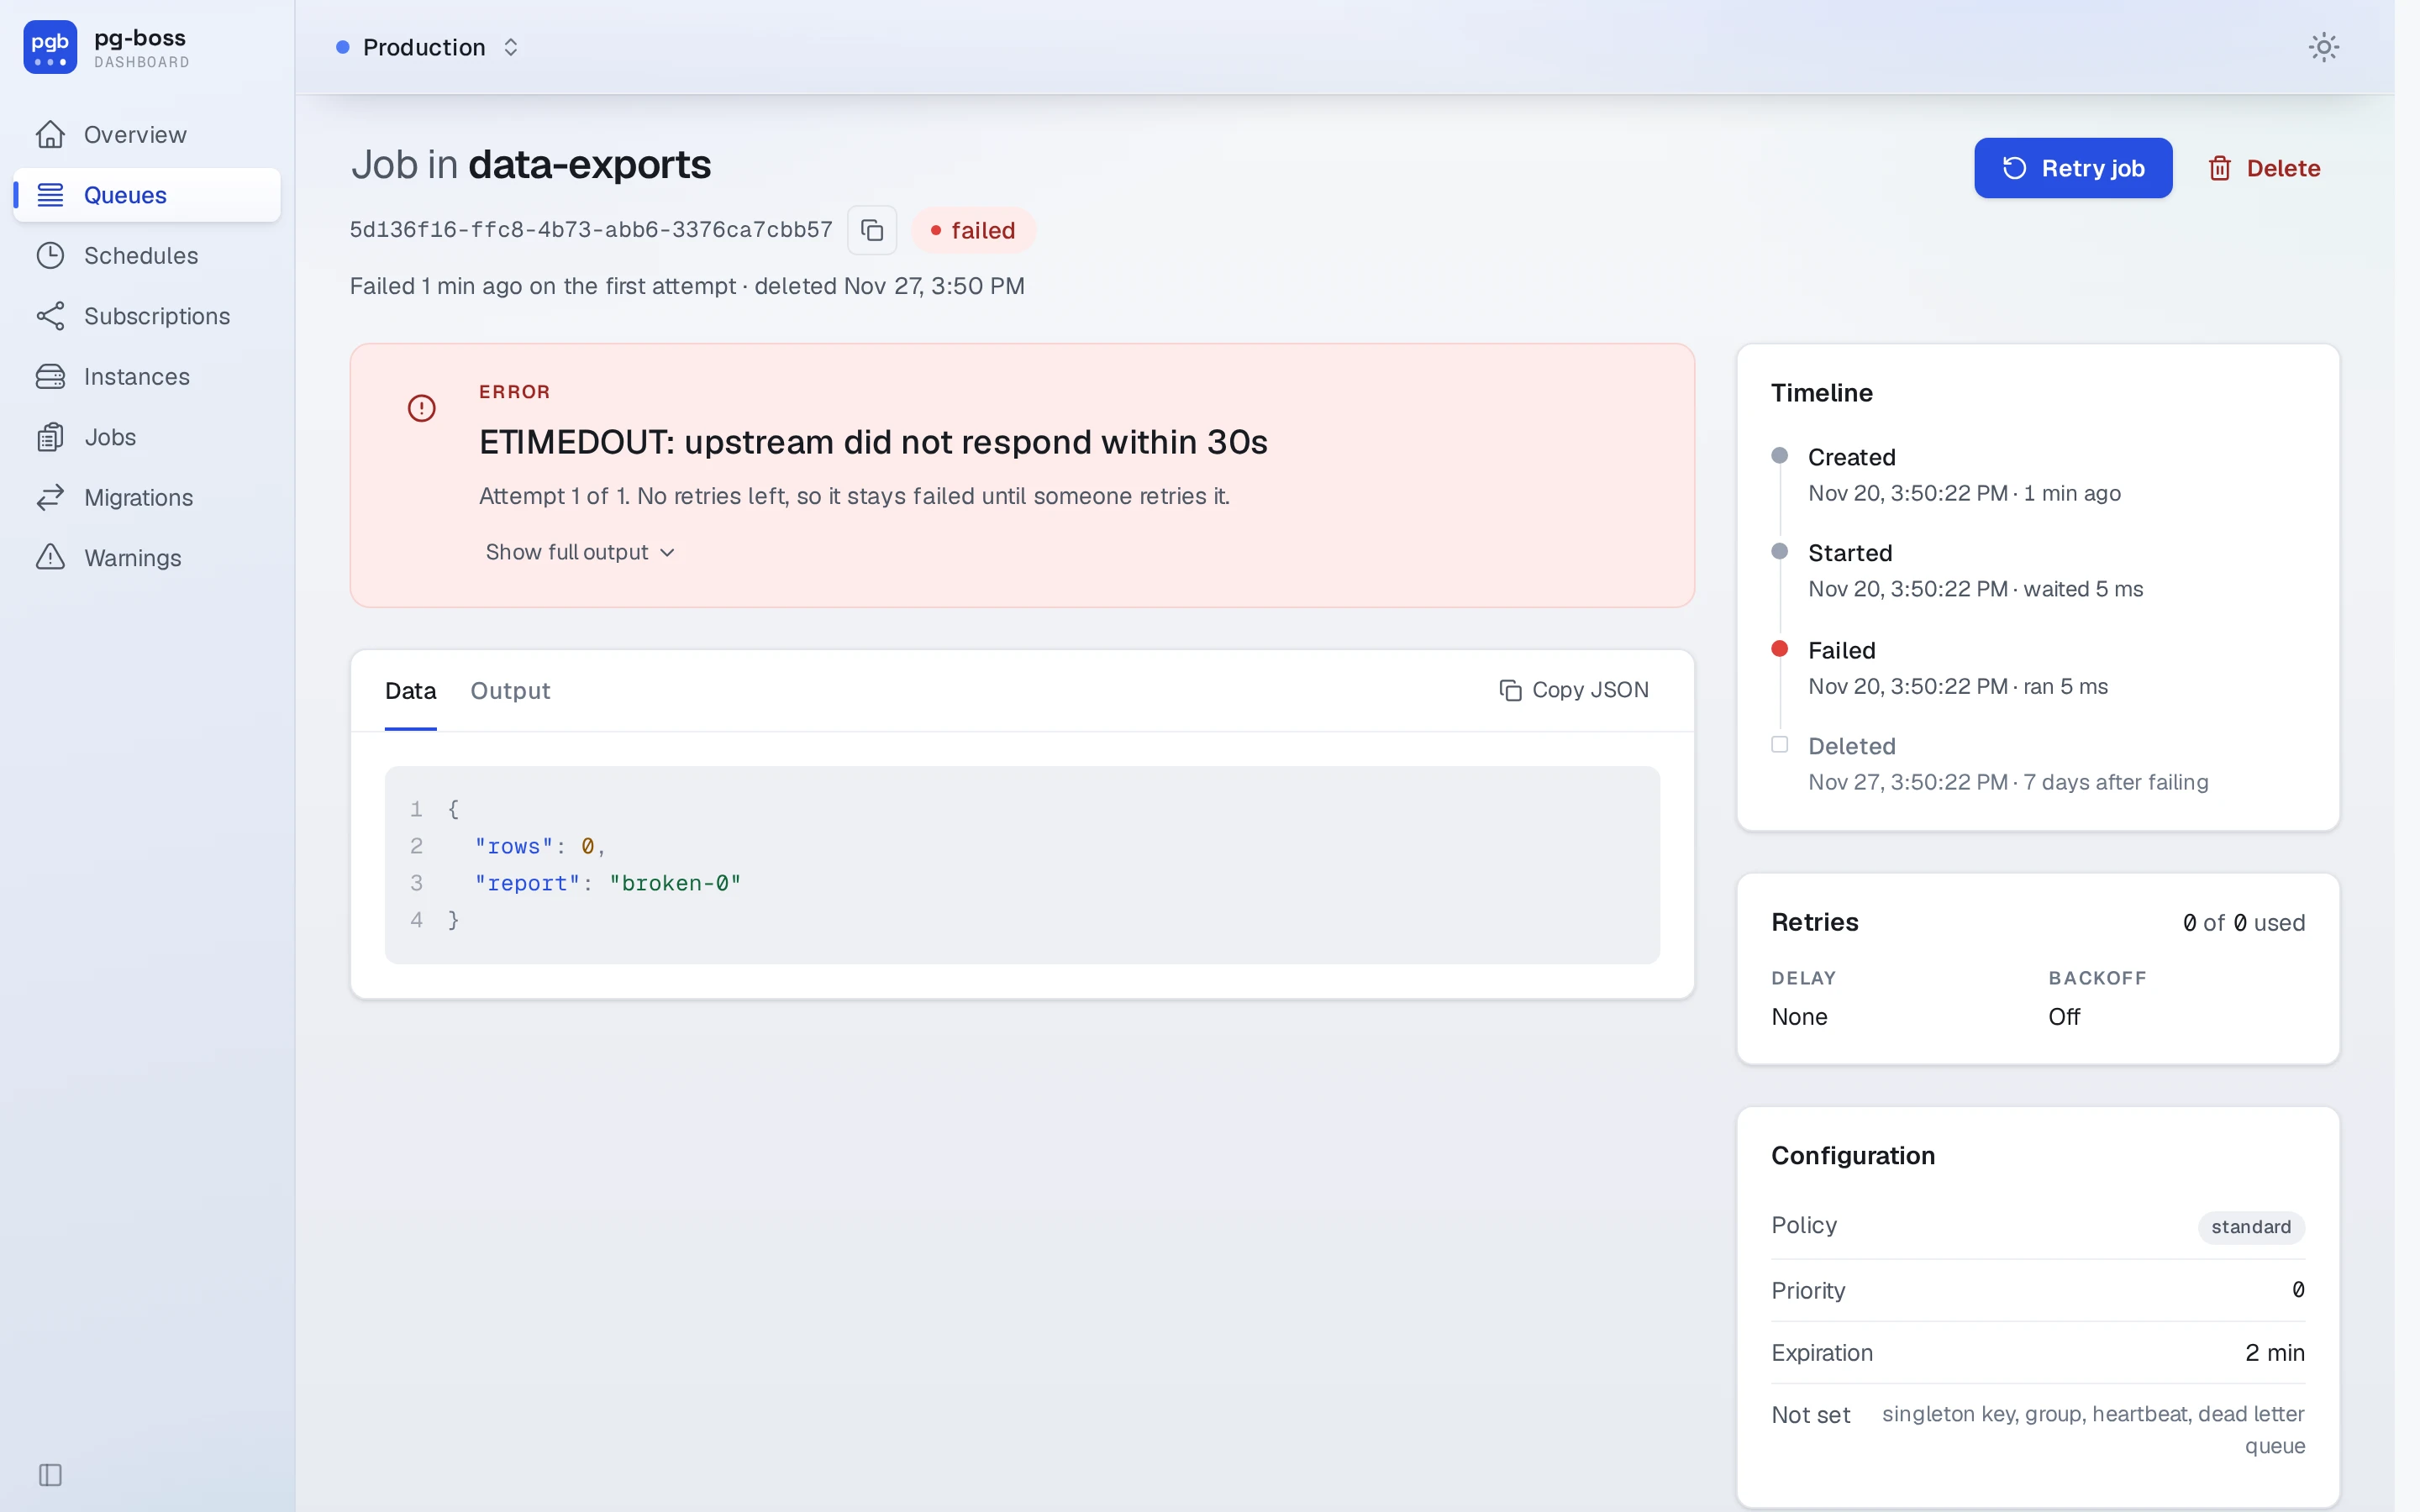 pgb
pg-boss
DASHBOARD
Overview
Queues
Schedules
Subscriptions
Instances
Jobs
Migrations
Warnings
Production
Job in data-exports
Retry job
Delete
5d136f16-ffc8-4b73-abb6-3376ca7cbb57
failed
Failed 1 min ago on the first attempt · deleted Nov 27, 3:50 PM
ERROR
ETIMEDOUT: upstream did not respond within 30s
Attempt 1 of 1. No retries left, so it stays failed until someone retries it.
Show full output
Data
Output
Copy JSON
1 {
2 "rows": 0,
3 "report": "broken-0"
4 }
Timeline
Created
Nov 20, 3:50:22 PM · 1 min ago
Started
Nov 20, 3:50:22 PM · waited 5 ms
Failed
Nov 20, 3:50:22 PM · ran 5 ms
Deleted
Nov 27, 3:50:22 PM · 7 days after failing
Retries
0 of 0 used
DELAY
BACKOFF
None
Off
Configuration
Policy
standard
Priority
0
Expiration
2 min
Not set
singleton key, group, heartbeat, dead letter
queue